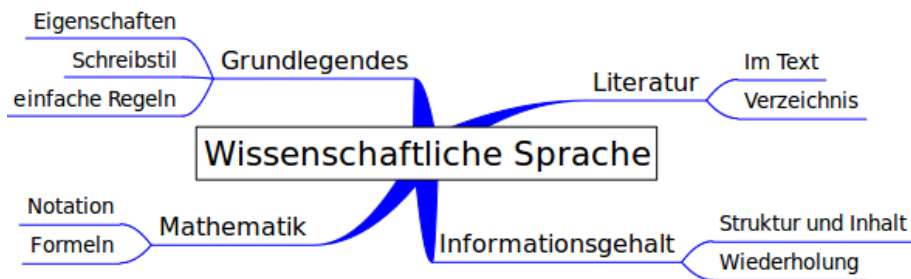 Eigenschaften
Schreibstil
einfache Regeln
Grundlegendes
Literatur
Im Text
Verzeichnis
Wissenschaftliche Sprache
Notation
Formeln
Mathematik
Informationsgehalt
Struktur und Inhalt
Wiederholung